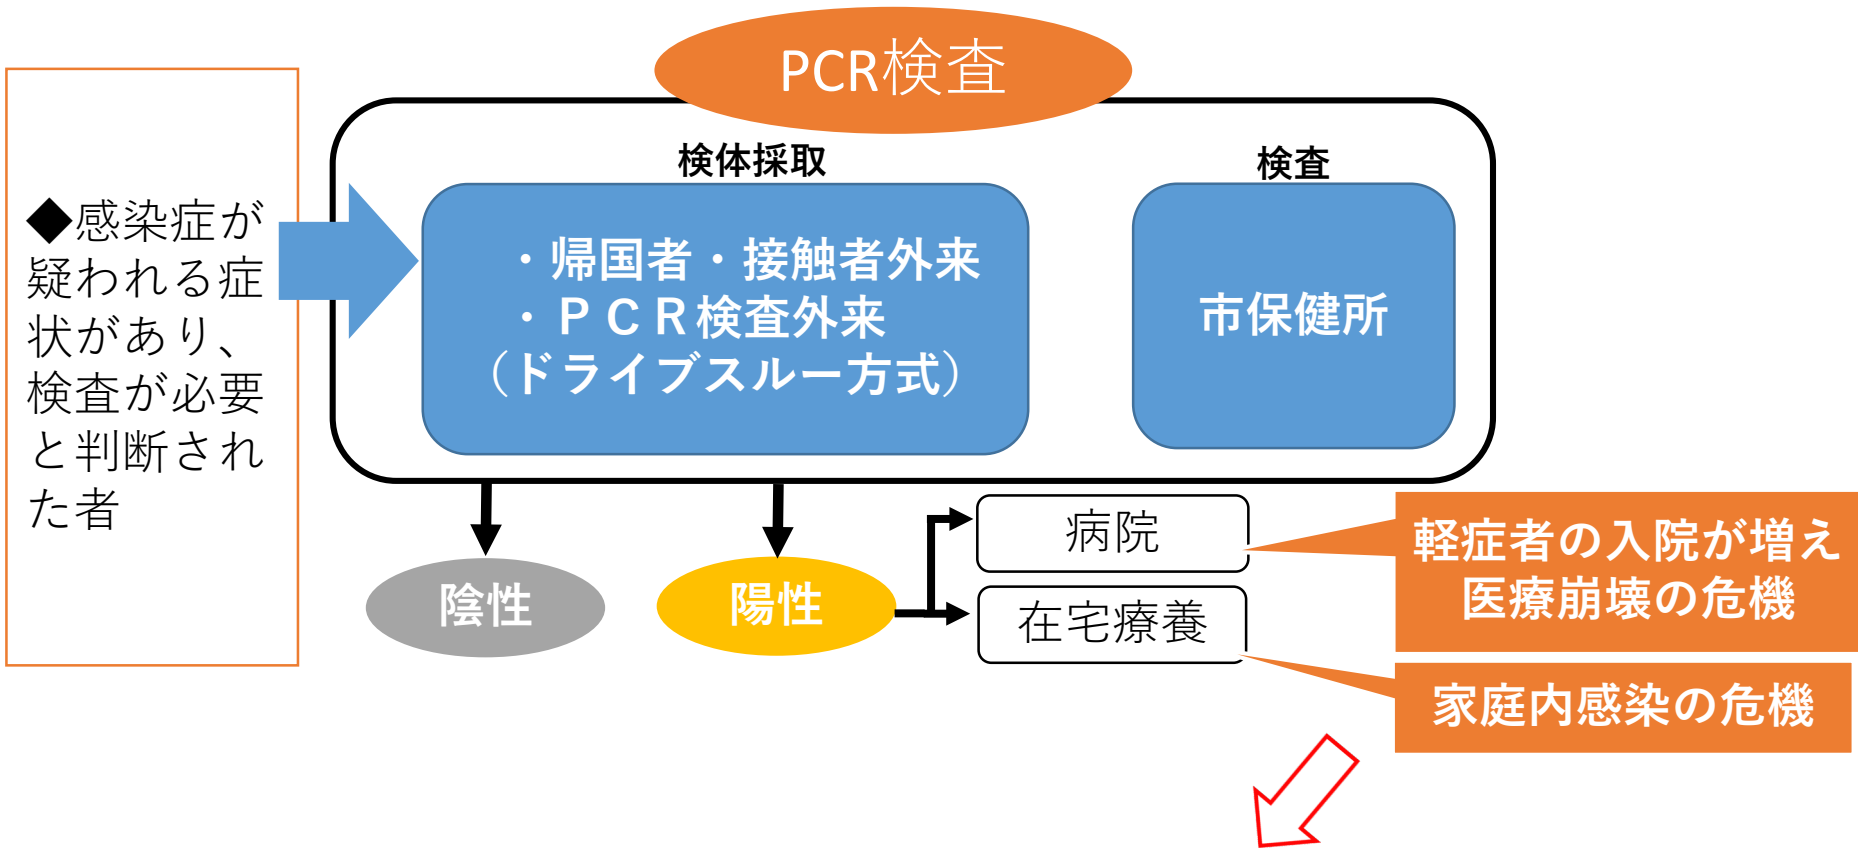 PCR検査
◆感染症が
疑われる症
状があり、
検査が必要
と判断され
た者
検体採取
・帰国者・接触者外来
・ＰＣＲ検査外来
（ドライブスルー方式）
検査
市保健所
陰性
陽性
病院
在宅療養
軽症者の入院が増え
医療崩壊の危機
家庭内感染の危機